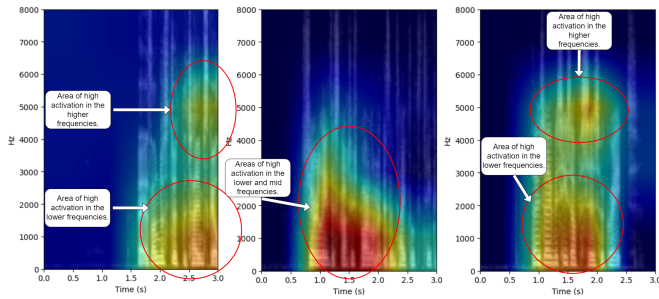 8000
7000
6000
5000
4000
3000
2000
1000
0
Hz
0
0.5
1.0
1.5
2.0
2.5
3.0
Time (s)
Area of high
activation in the
higher
frequencies.
Area of high
activation in the
lower frequencies.
8000
7000
6000
5000
4000
3000
2000
1000
0
Hz
0
0.5
1.0
1.5
2.0
2.5
3.0
Time (s)
Areas of high
activation in the
lower and mid
frequencies.
8000
7000
6000
5000
4000
3000
2000
1000
0
Hz
0
0.5
1.0
1.5
2.0
2.5
3.0
Time (s)
Area of high
activation in the
higher
frequencies.
Area of high
activation in the
lower frequencies.